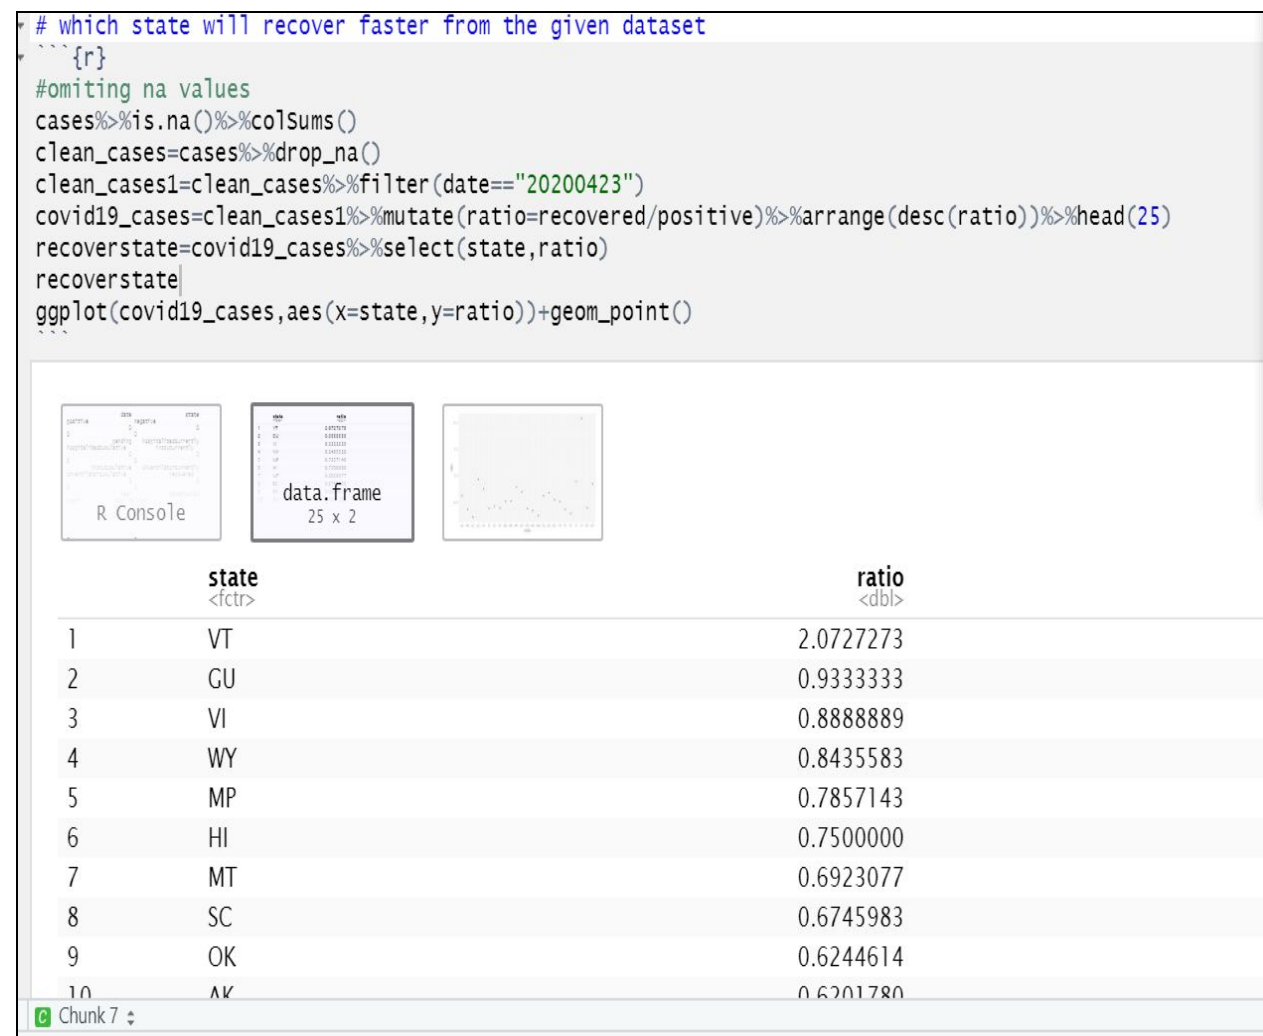 # which state will recover faster from the given dataset
```{r}
#omiting na values
cases%>%is.na()%>%colSums()
clean_cases=cases%>%drop_na()
clean_cases1=clean_cases%>%filter(date=="20200423")
covid19_cases=clean_cases1%>%mutate(ratio=recovered/positive)%>%arrange(desc(ratio))%>%head(25)
recoverstate=covid19_cases%>%select(state,ratio)
recoverstate
ggplot(covid19_cases,aes(x=state,y=ratio))+geom_point()
```
R Console
data.frame
25 x 2
state ratio
<fctr> <dbl>
1 VT 2.0727273
2 GU 0.9333333
3 VI 0.8888889
4 WY 0.8435583
5 MP 0.7857143
6 HI 0.7500000
7 MT 0.6923077
8 SC 0.6745983
9 OK 0.6244614
10 AK 0.6201780
C Chunk 7